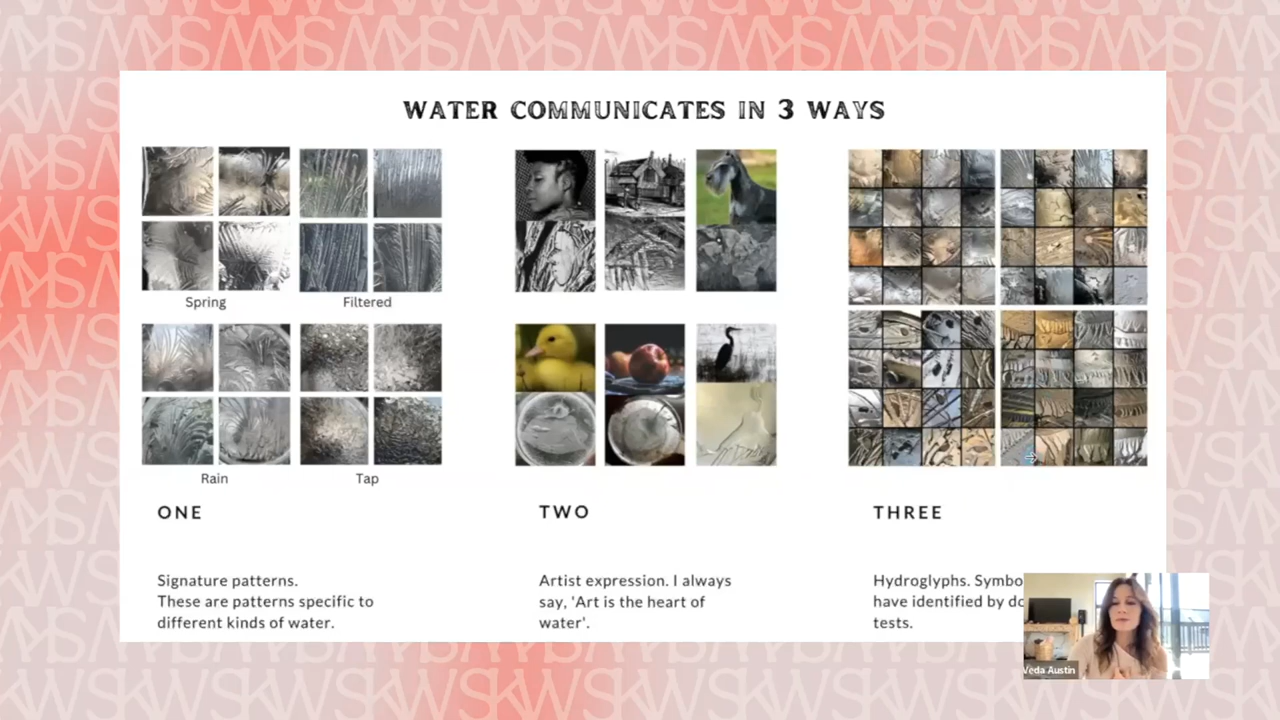 WATER COMMUNICATES IN 3 WAYS
Spring
Filtered
Rain
Tap
ONE
Signature patterns.
These are patterns specific to
different kinds of water.
TWO
Artist expression. I always
say, 'Art is the heart of
water'.
THREE
Hydroglyphs.
have identified by
tests.
Veda Austin